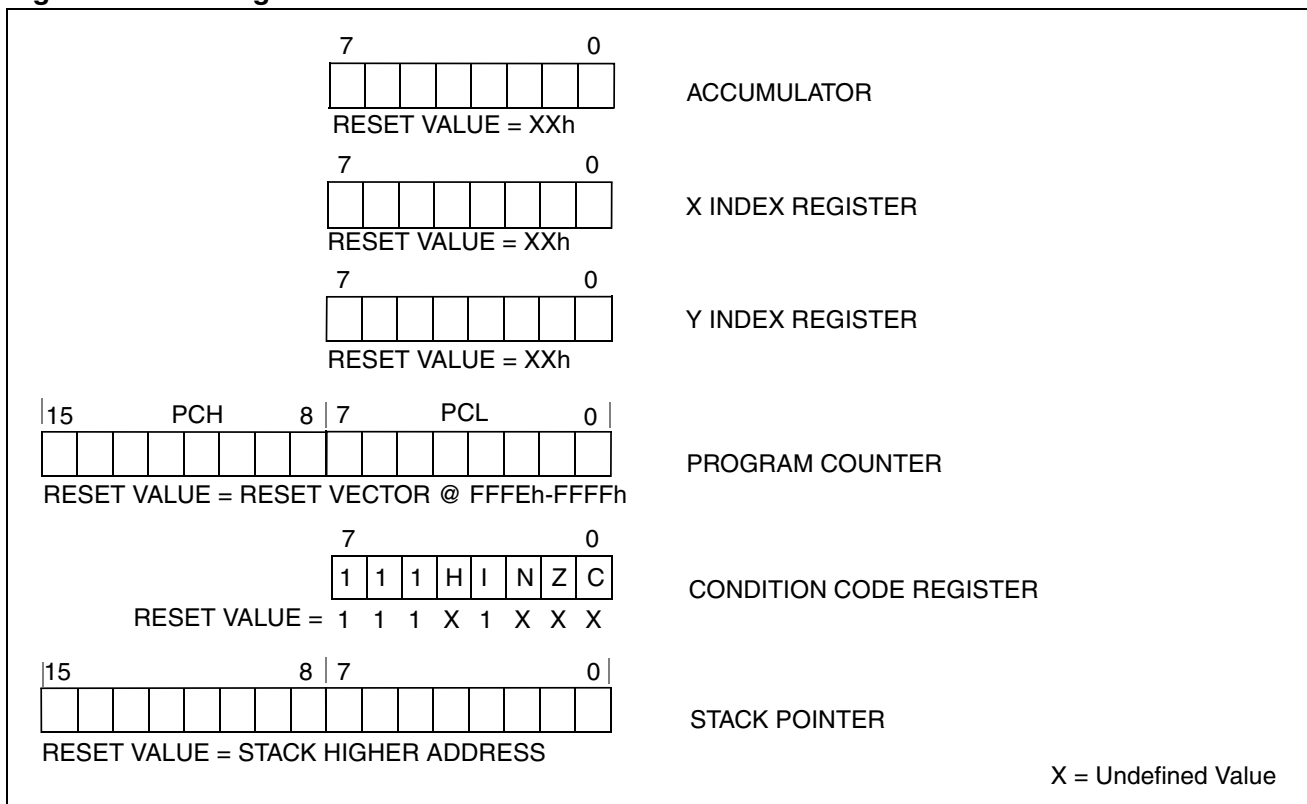 7 0
ACCUMULATOR
RESET VALUE = XXh
7 0
X INDEX REGISTER
RESET VALUE = XXh
7 0
Y INDEX REGISTER
RESET VALUE = XXh
15 PCH 8 7 PCL 0
PROGRAM COUNTER
RESET VALUE = RESET VECTOR @ FFFEh-FFFFh
7 0
1 1 1 H I N Z C
CONDITION CODE REGISTER
RESET VALUE = 1 1 1 X 1 X X X
15 8 7 0
STACK POINTER
RESET VALUE = STACK HIGHER ADDRESS
X = Undefined Value